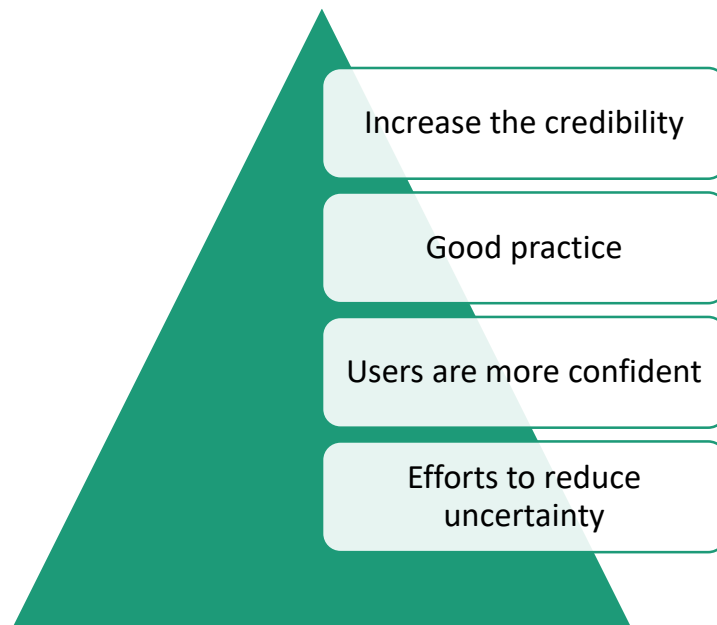 Increase the credibility
Good practice
Users are more confident
Efforts to reduce
uncertainty